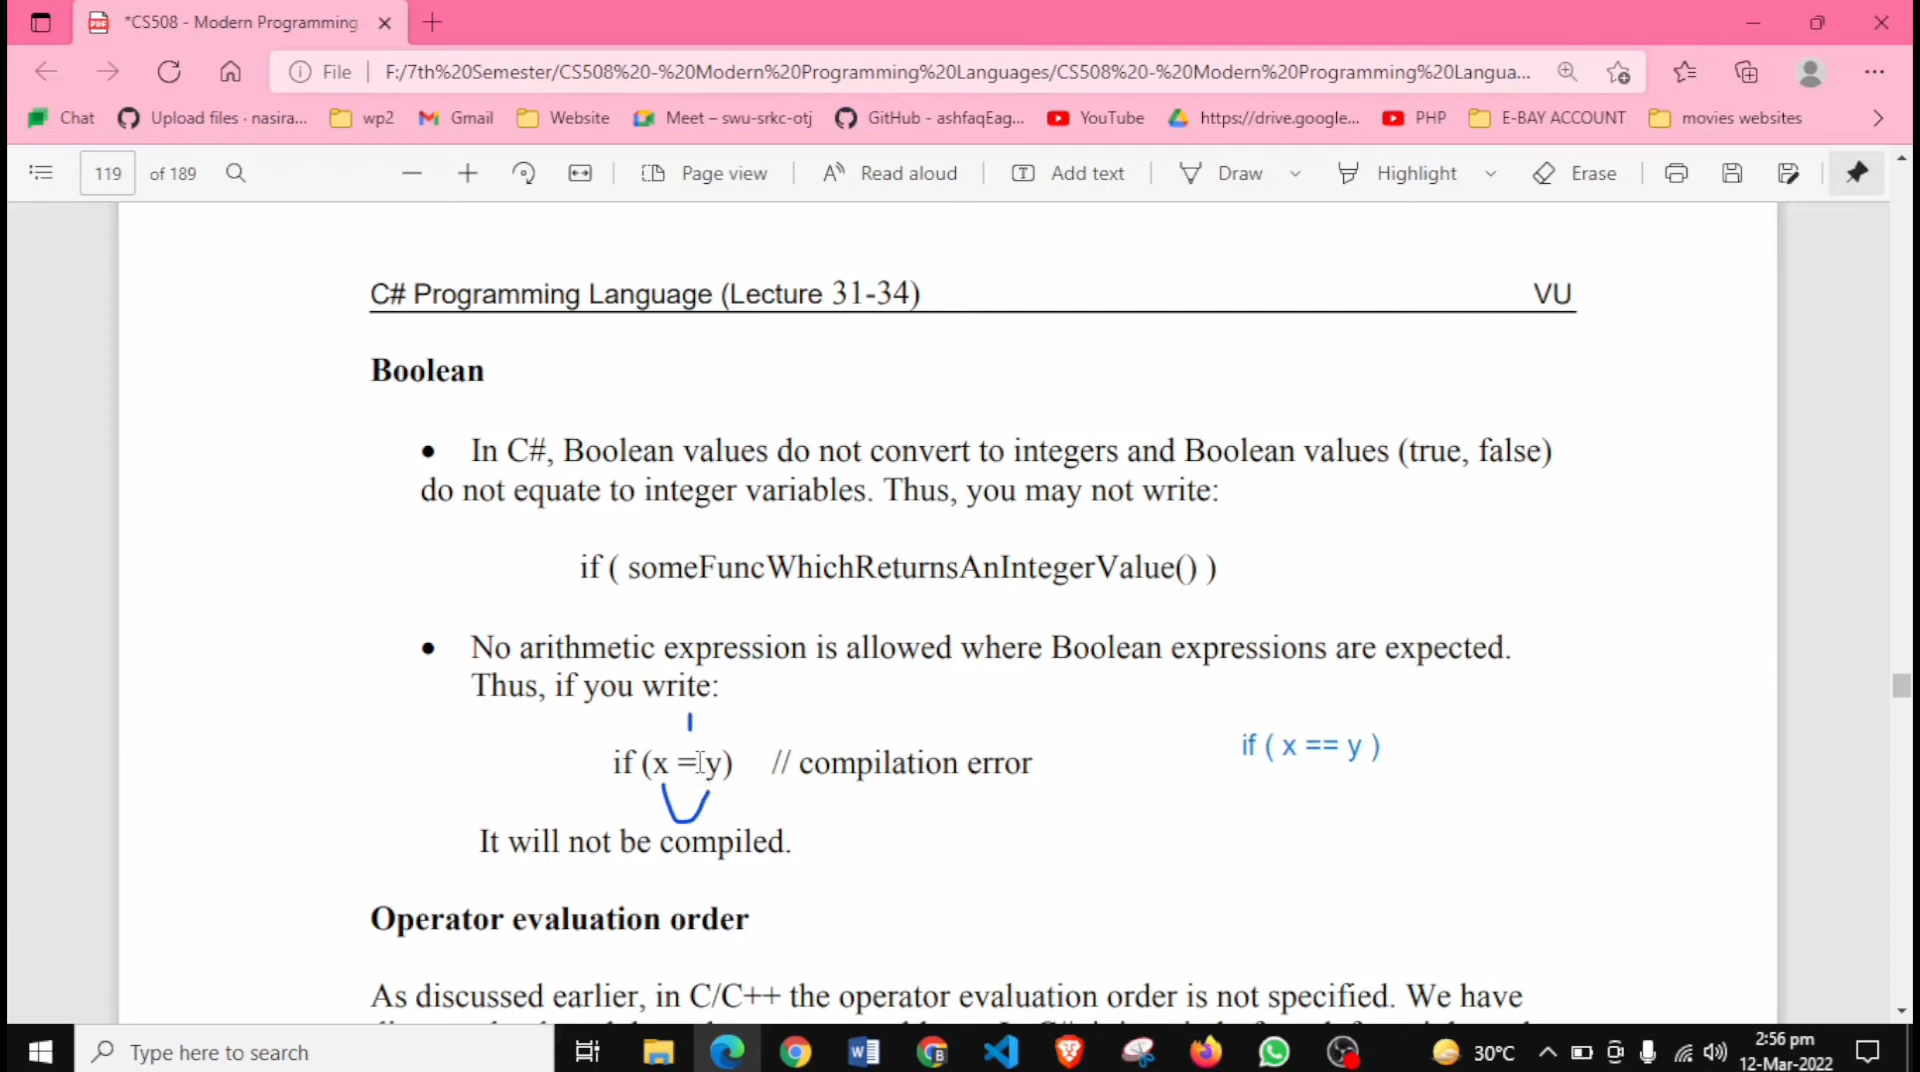 *CS508 - Modern Programming
File F:/7th%20Semester/CS508%20-%20Modern%20Programming%20Languages/CS508%20-%20Modern%20Programming%20Langua...
Chat Upload files · nasira... wp2 Gmail Website Meet – swu-srkc-otj GitHub - ashfaqEag... YouTube https://drive.google... PHP E-BAY ACCOUNT movies websites
119 of 189 Page view Read aloud Add text Draw Highlight Erase
C# Programming Language (Lecture 31-34) VU
Boolean
• In C#, Boolean values do not convert to integers and Boolean values (true, false)
do not equate to integer variables. Thus, you may not write:
if ( someFuncWhichReturnsAnIntegerValue() )
• No arithmetic expression is allowed where Boolean expressions are expected.
Thus, if you write:
if (x = y) // compilation error if ( x == y )
It will not be compiled.
Operator evaluation order
As discussed earlier, in C/C++ the operator evaluation order is not specified. We have
Type here to search 30°C 2:56 pm
12-Mar-2022